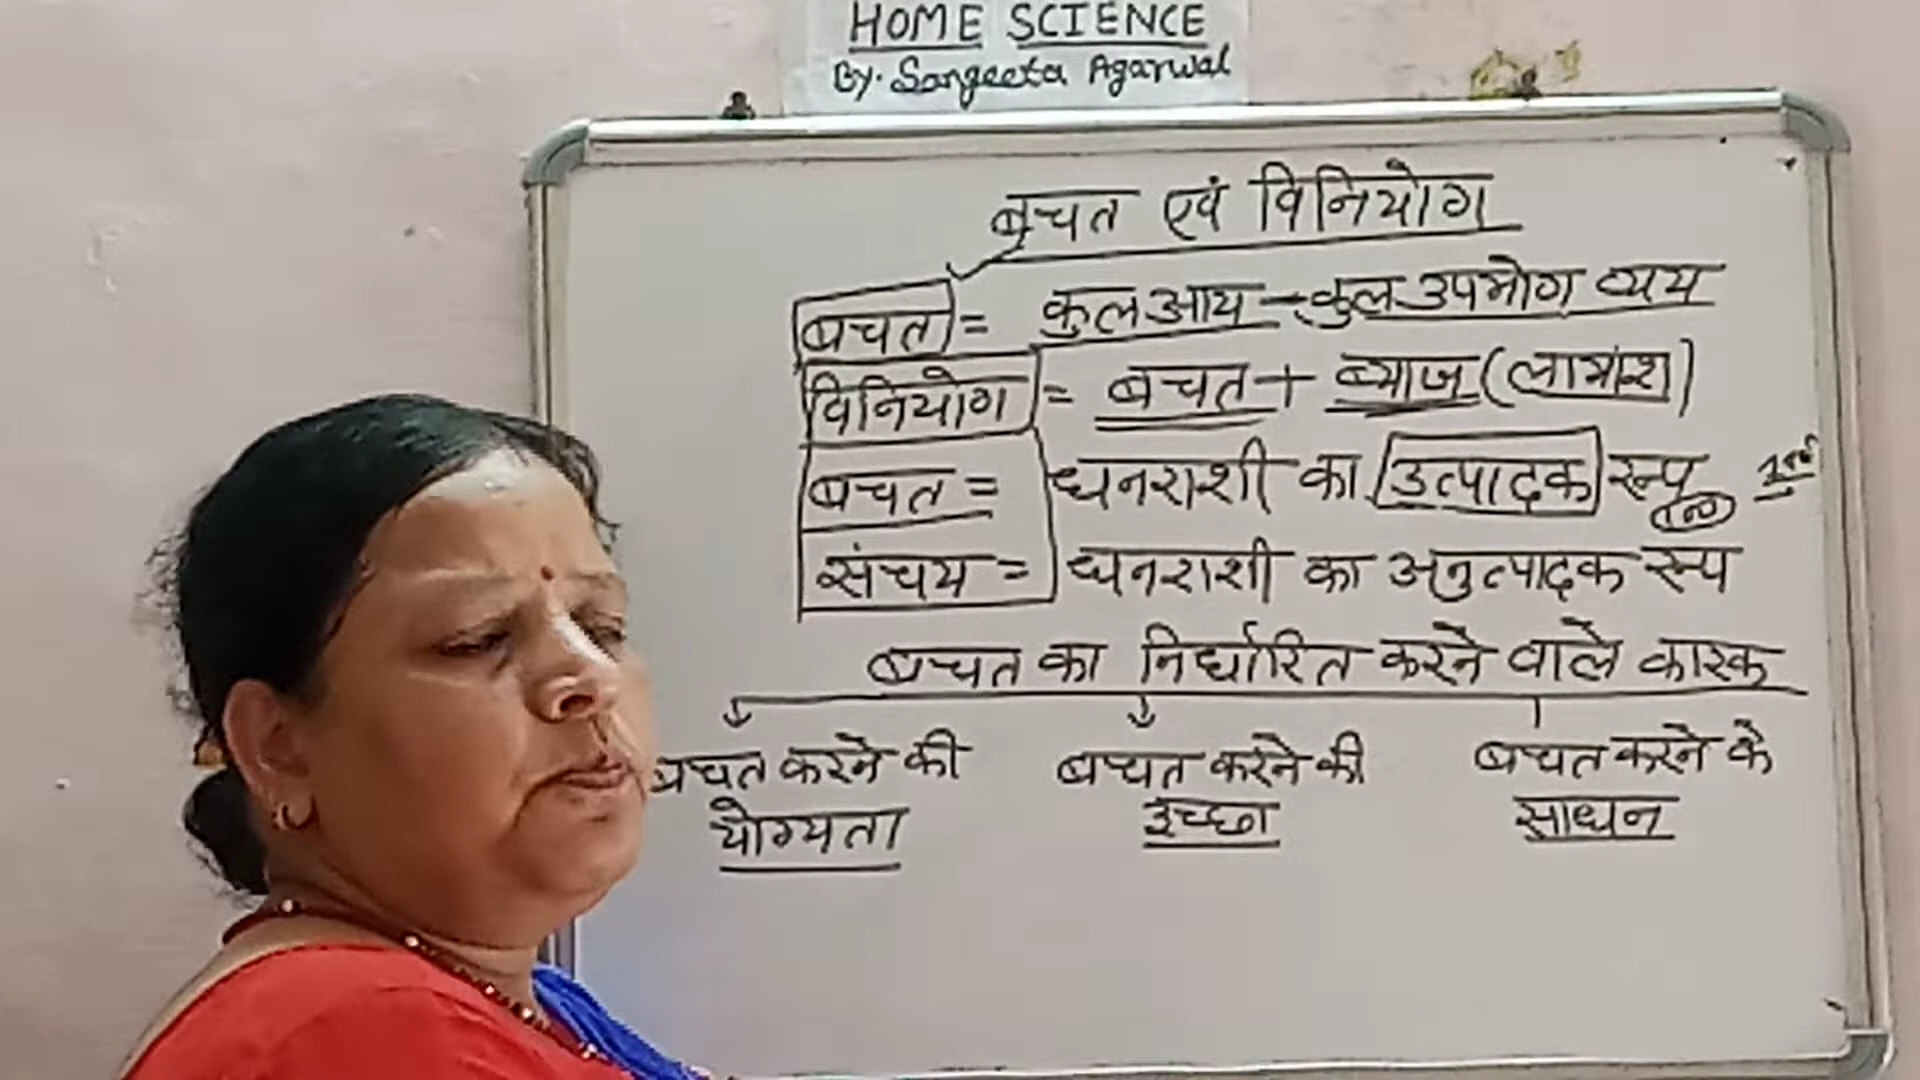 HOME SCIENCE
By. Sangeeta Agarwal
बचत एवं विनियोग
बचत = कुल आय - कुल उपभोग व्यय
विनियोग = बचत + ब्याज (लाभांश)
बचत = धनराशी का उत्पादक रूप
संचय = धनराशी का अनुत्पादक रूप
बचत का निर्धारित करने वाले कारक
बचत करने की योग्यता
बचत करने की इच्छा
बचत करने के साधन